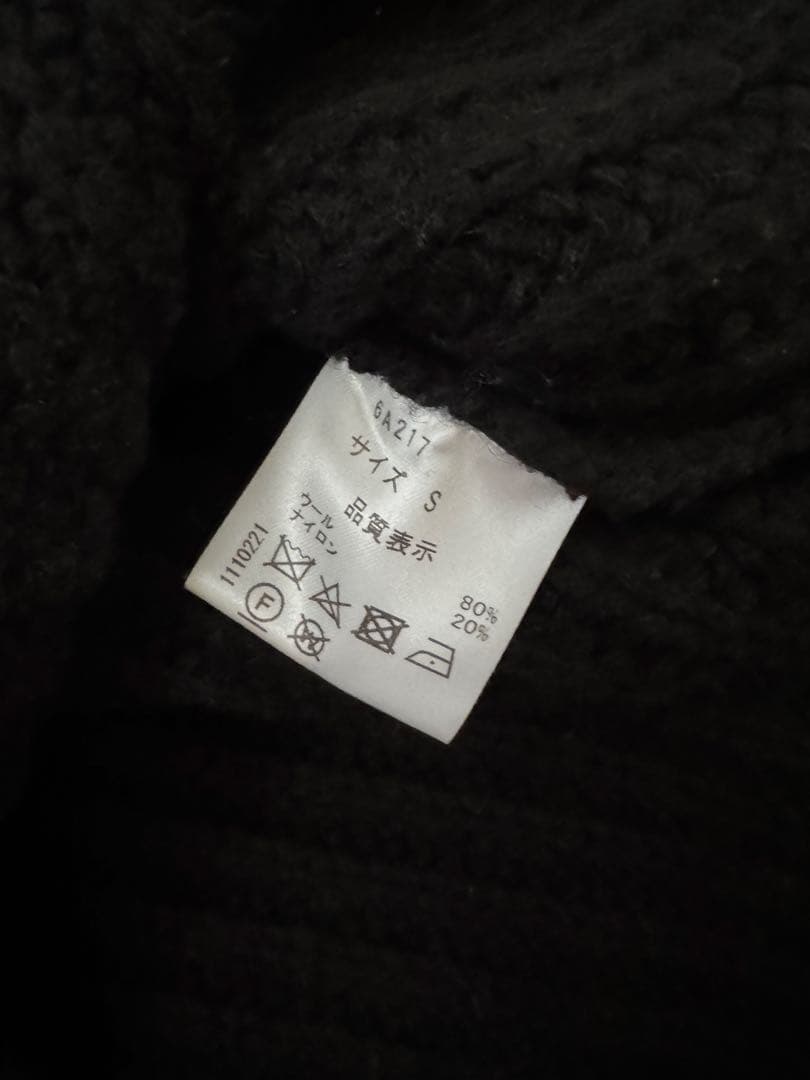 6A217
サイズ S
品質表示
ウール 80%
ナイロン 20%
1110221
F
W